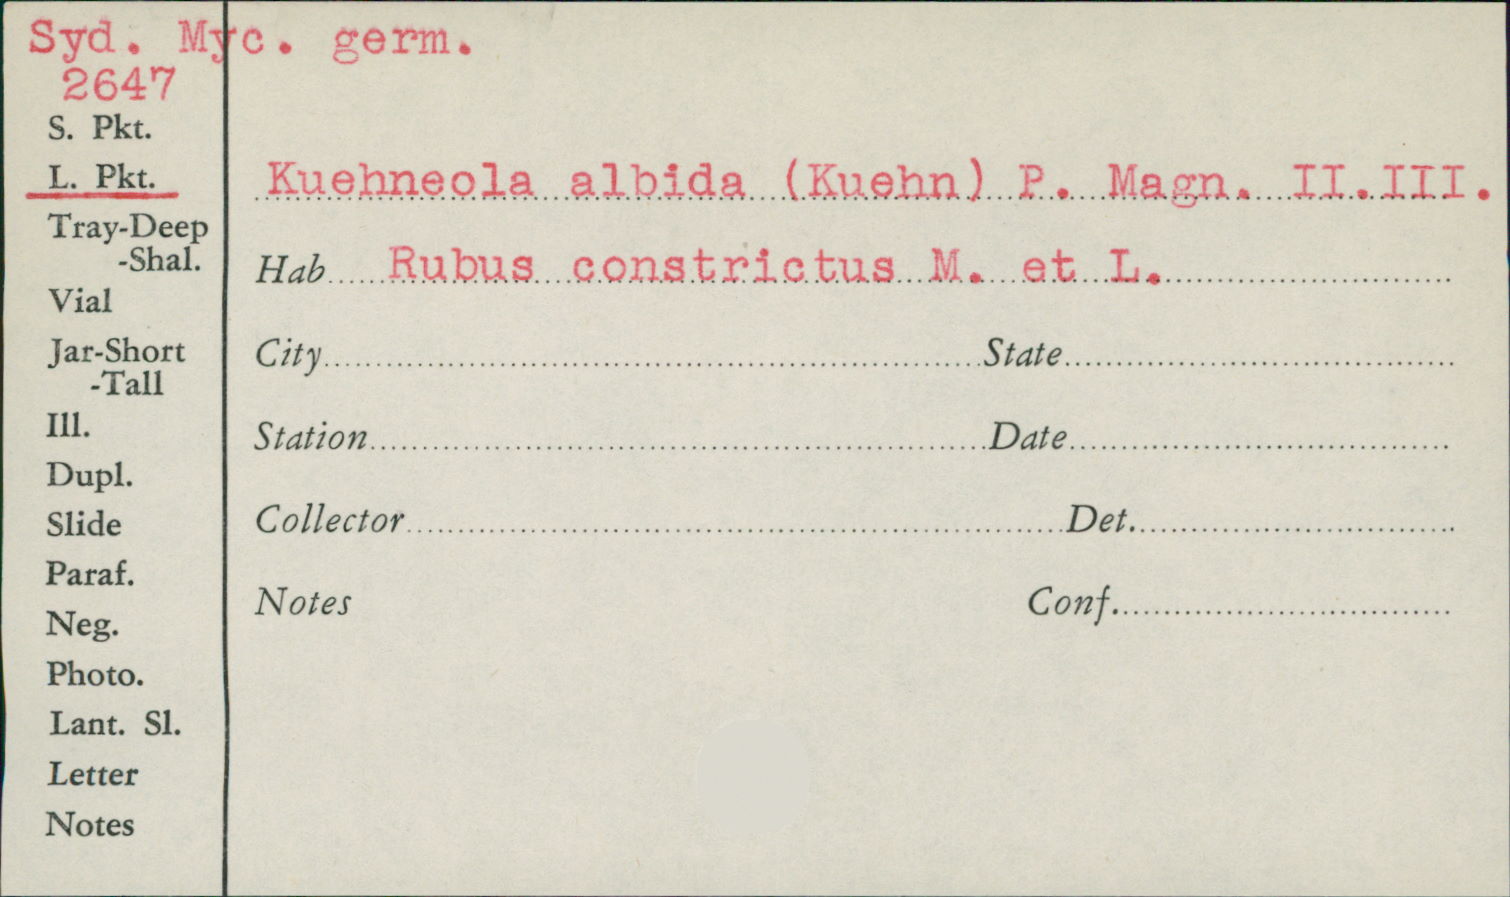 Syd. Myc. germ.
2647
S. Pkt.
L. Pkt.
Tray-Deep
-Shal.
Vial
Jar-Short
-Tall
Ill.
Dupl.
Slide
Paraf.
Neg.
Photo.
Lant. Sl.
Letter
Notes
Kuehneola albida (Kuehn) P. Magn. II.III.
Hab Rubus constrictus M. et L.
City State
Station Date
Collector Det.
Notes Conf.